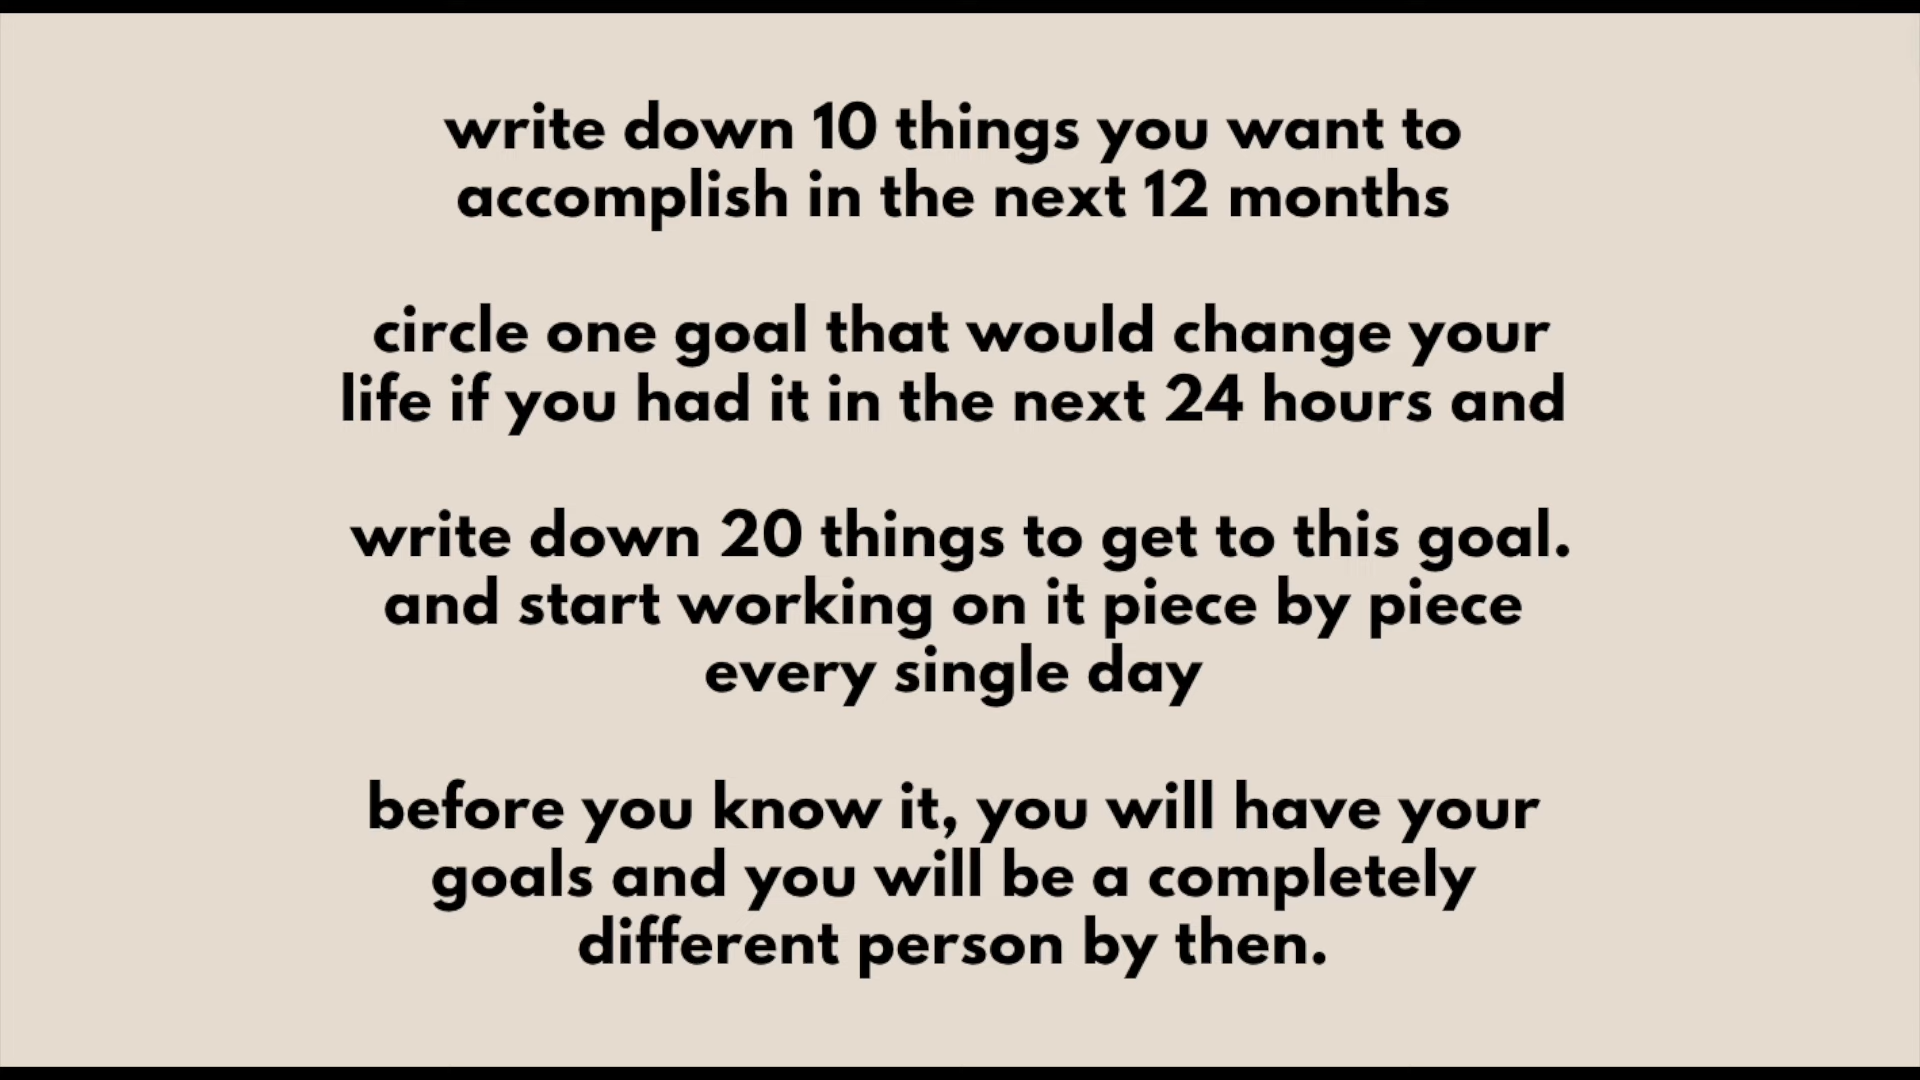 write down 10 things you want to
accomplish in the next 12 months
circle one goal that would change your
life if you had it in the next 24 hours and
write down 20 things to get to this goal.
and start working on it piece by piece
every single day
before you know it, you will have your
goals and you will be a completely
different person by then.